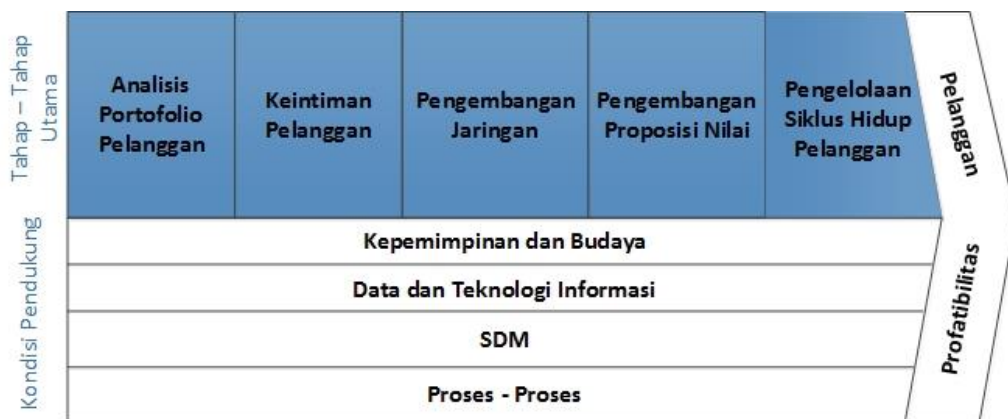 Tahap – Tahap
Utama
Analisis
Portofolio
Pelanggan
Keintiman
Pelanggan
Pengembangan
Jaringan
Pengembangan
Proposisi Nilai
Pengelolaan
Siklus Hidup
Pelanggan
Pelanggan
Kondisi Pendukung
Kepemimpinan dan Budaya
Data dan Teknologi Informasi
SDM
Proses - Proses
Profatibilitas